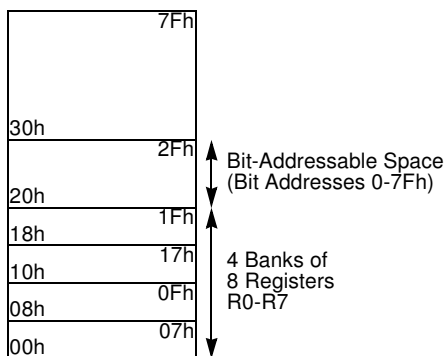 7Fh
30h
2Fh
Bit-Addressable Space
(Bit Addresses 0-7Fh)
20h
1Fh
18h
17h
4 Banks of
8 Registers
R0-R7
10h
0Fh
08h
07h
00h